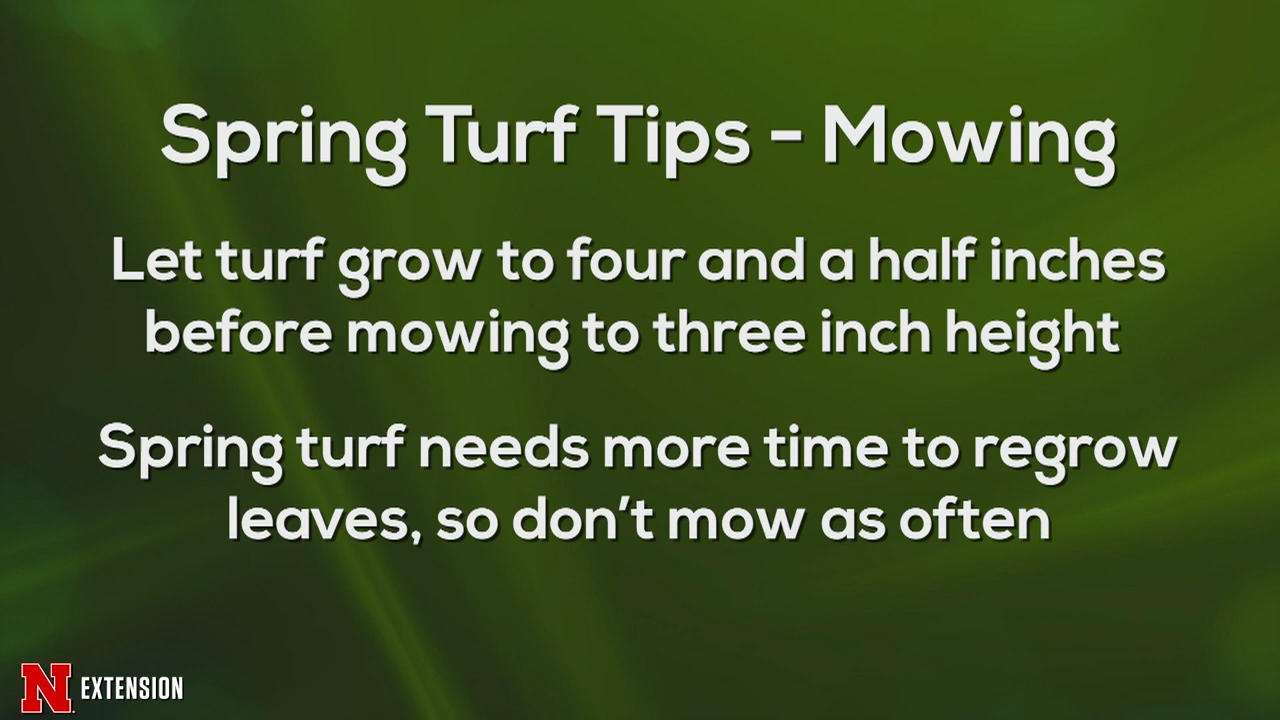 Spring Turf Tips - Mowing
Let turf grow to four and a half inches
before mowing to three inch height
Spring turf needs more time to regrow
leaves, so don't mow as often
N EXTENSION